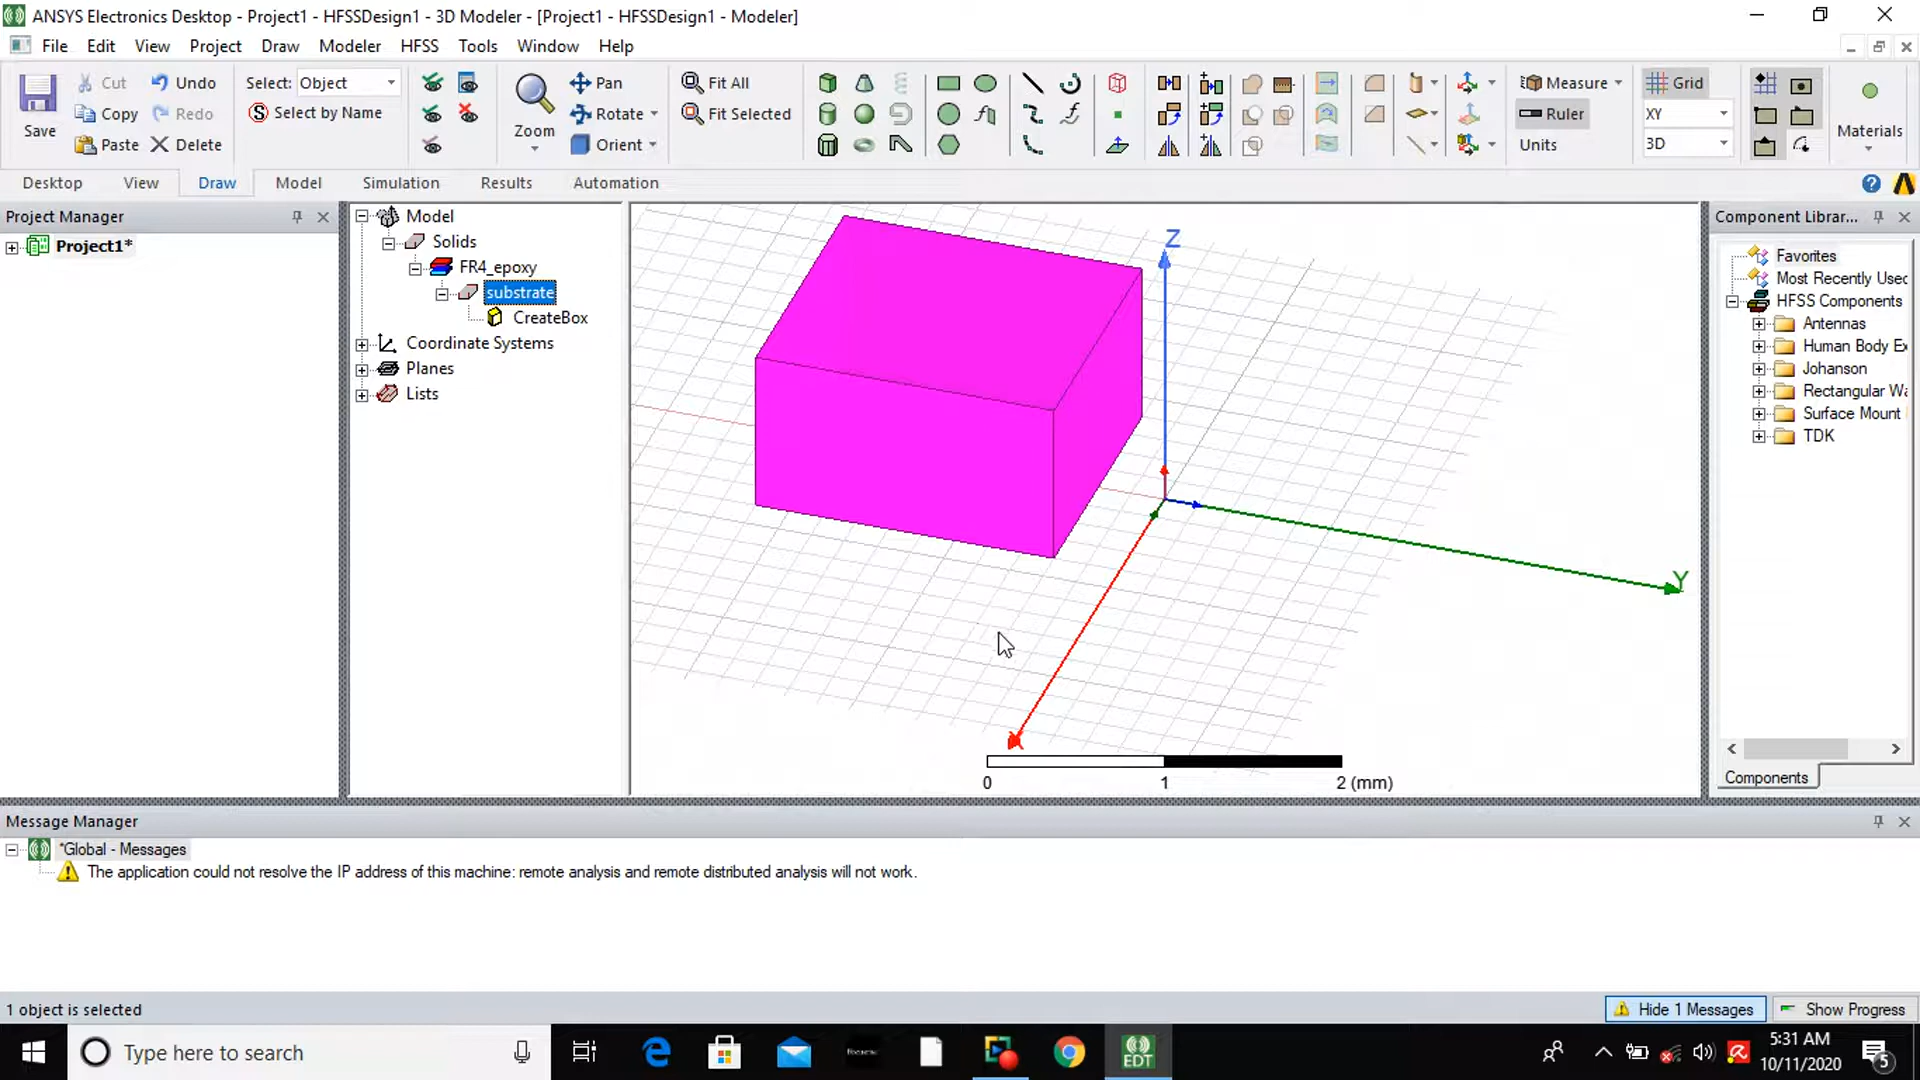 ANSYS Electronics Desktop - Project1 - HFSSDesign1 - 3D Modeler - [Project1 - HFSSDesign1 - Modeler]
File Edit View Project Draw Modeler HFSS Tools Window Help
Save
Cut
Copy
Paste
Undo
Redo
Delete
Select: Object
Select by Name
Zoom
Pan
Rotate
Orient
Fit All
Fit Selected
Measure
Ruler
Units
Grid
XY
3D
Materials
Desktop View Draw Model Simulation Results Automation
Project Manager
Project1*
Model
Solids
FR4_epoxy
substrate
CreateBox
Coordinate Systems
Planes
Lists
Z
Y
X
0 1 2 (mm)
Component Librar...
Favorites
Most Recently Usec
HFSS Components
Antennas
Human Body Ex
Johanson
Rectangular Wa
Surface Mount
TDK
Components
Message Manager
*Global - Messages
The application could not resolve the IP address of this machine: remote analysis and remote distributed analysis will not work.
1 object is selected
Hide 1 Messages
Show Progress
Type here to search
EDT
5:31 AM
10/11/2020
5